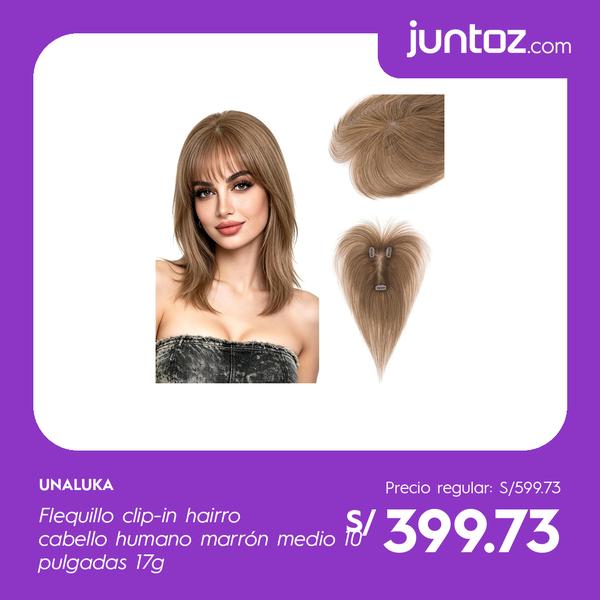 juntoz.com
UNALUKA
Flequillo clip-in hairro
cabello humano marrón medio 10
pulgadas 17g
Precio regular: S/599.73
S/ 399.73